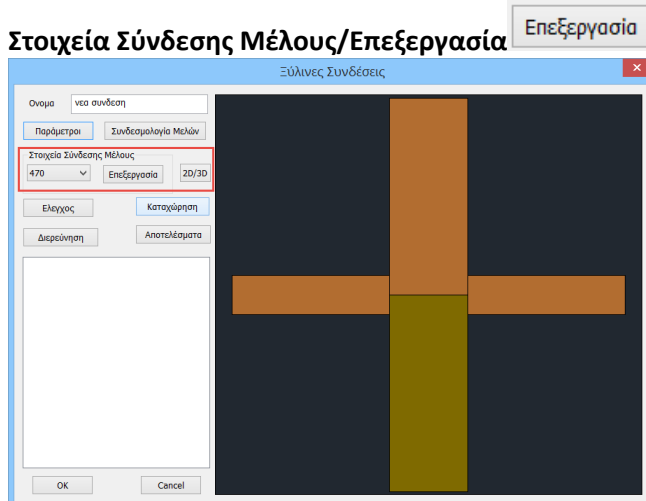 Στοιχεία Σύνδεσης Μέλους/Επεξεργασία Επεξεργασία
Ξύλινες Συνδέσεις
Ονομα νεα συνδεση
Παράμετροι Συνδεσμολογία Μελών
Στοιχεία Σύνδεσης Μέλους
470 Επεξεργασία 2D/3D
Ελεγχος Καταχώρηση
Διερεύνηση Αποτελέσματα
OK Cancel